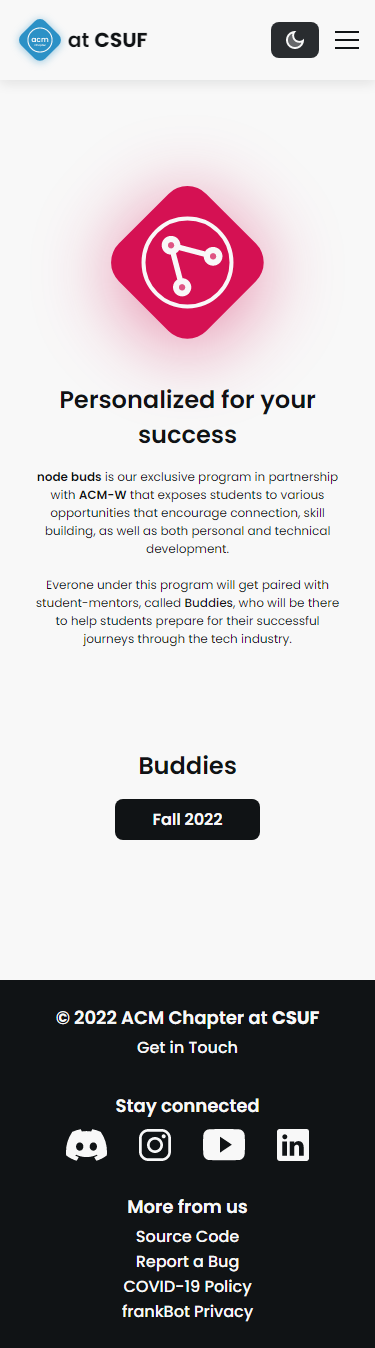 acm
at CSUF
Personalized for your
success
node buds is our exclusive program in partnership
with ACM-W that exposes students to various
opportunities that encourage connection, skill
building, as well as both personal and technical
development.
Everone under this program will get paired with
student-mentors, called Buddies, who will be there
to help students prepare for their successful
journeys through the tech industry.
Buddies
Fall 2022
© 2022 ACM Chapter at CSUF
Get in Touch
Stay connected
in
More from us
Source Code
Report a Bug
COVID-19 Policy
frankBot Privacy